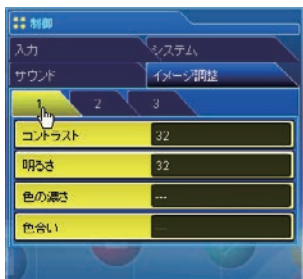 制御
入力 システム
サウンド イメージ調整
1 2 3
コントラスト 32
明るさ 32
色の濃さ ---
色合い ---